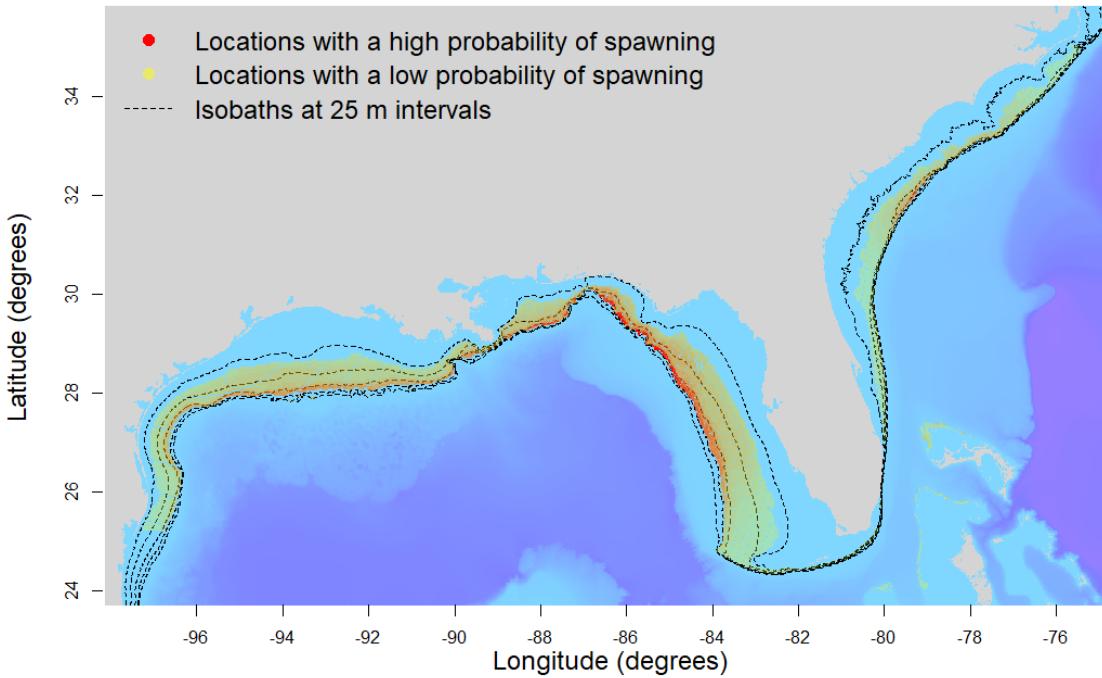 Locations with a high probability of spawning
Locations with a low probability of spawning
Isobaths at 25 m intervals
Latitude (degrees)
34
32
30
28
26
24
-96 -94 -92 -90 -88 -86 -84 -82 -80 -78 -76
Longitude (degrees)